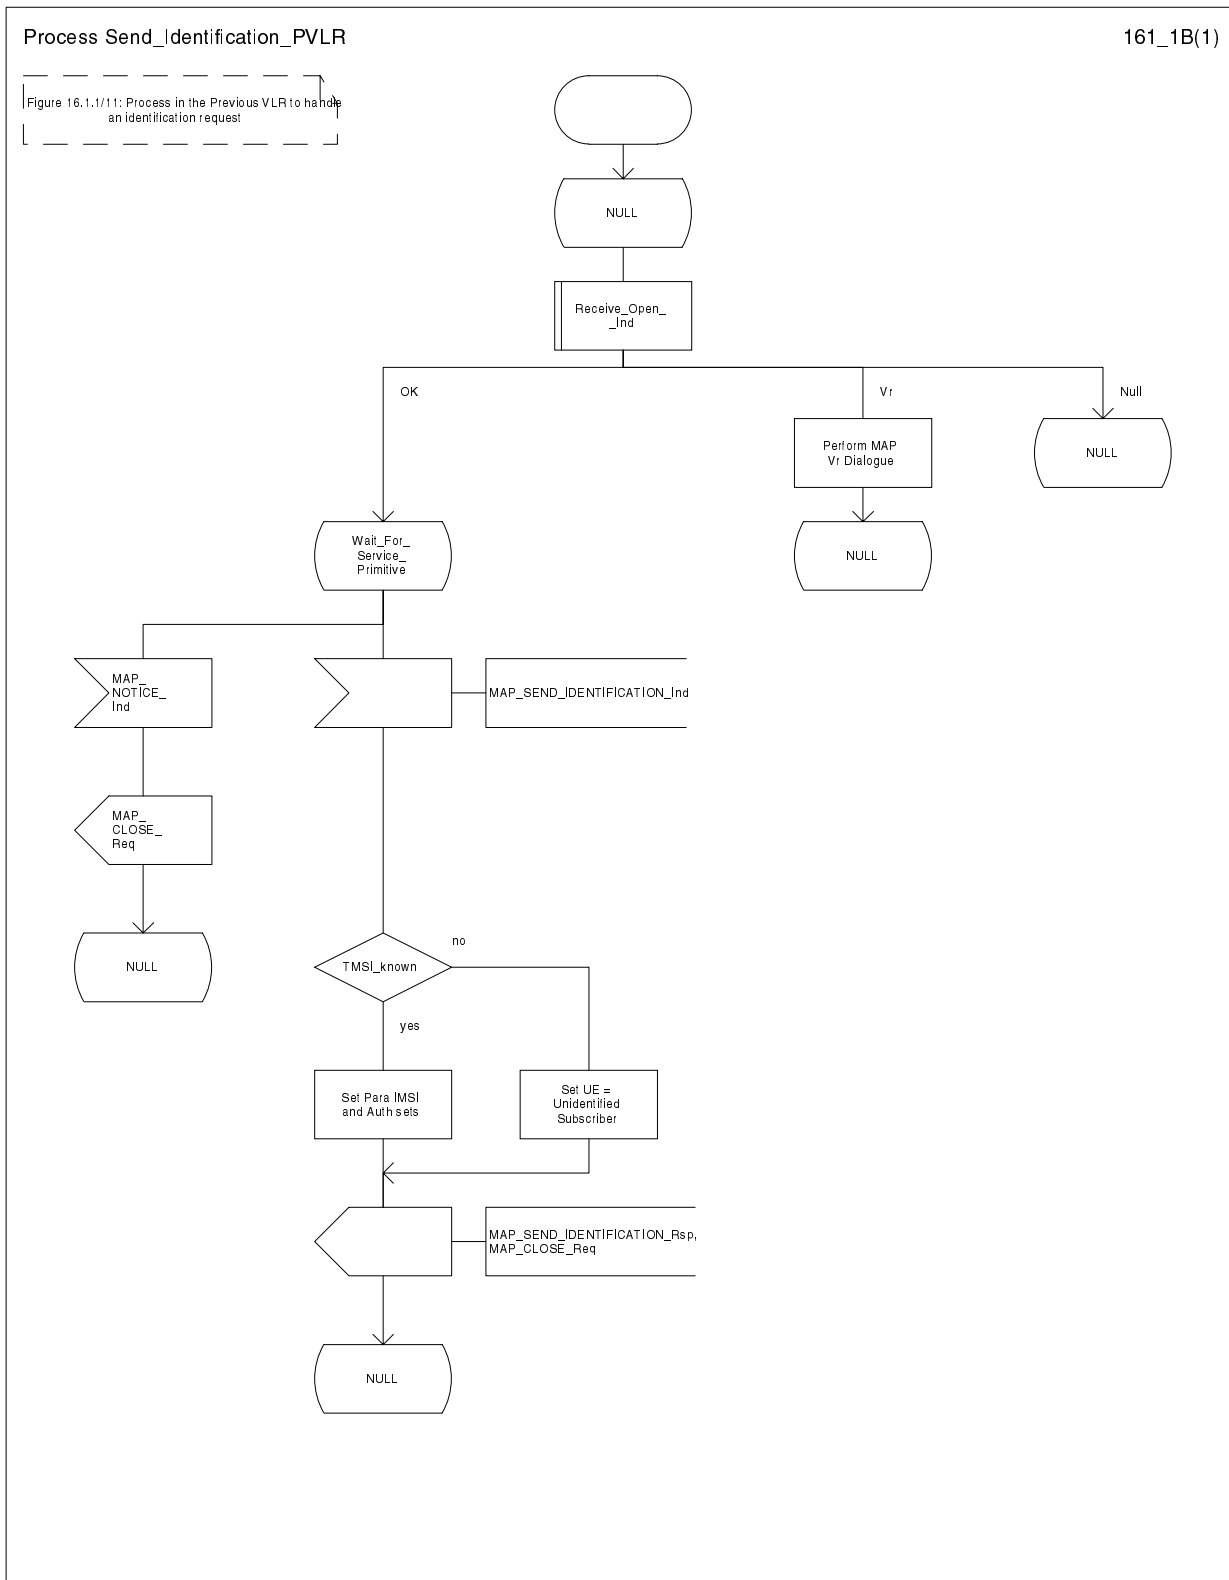 Process Send_Identification_PVLR
161_1B(1)
Figure 16.1.1/11: Process in the Previous VLR to handle
an identification request
NULL
Receive_Open_
_Ind
OK
Vr
Null
Perform MAP
Vr Dialogue
NULL
Wait_For_
Service_
Primitive
NULL
MAP_
NOTICE_
Ind
MAP_SEND_IDENTIFICATION_Ind
MAP_
CLOSE_
Req
NULL
TMSI_known
no
yes
Set Para IMSI
and Auth sets
Set UE =
Unidentified
Subscriber
MAP_SEND_IDENTIFICATION_Rsp,
MAP_CLOSE_Req
NULL